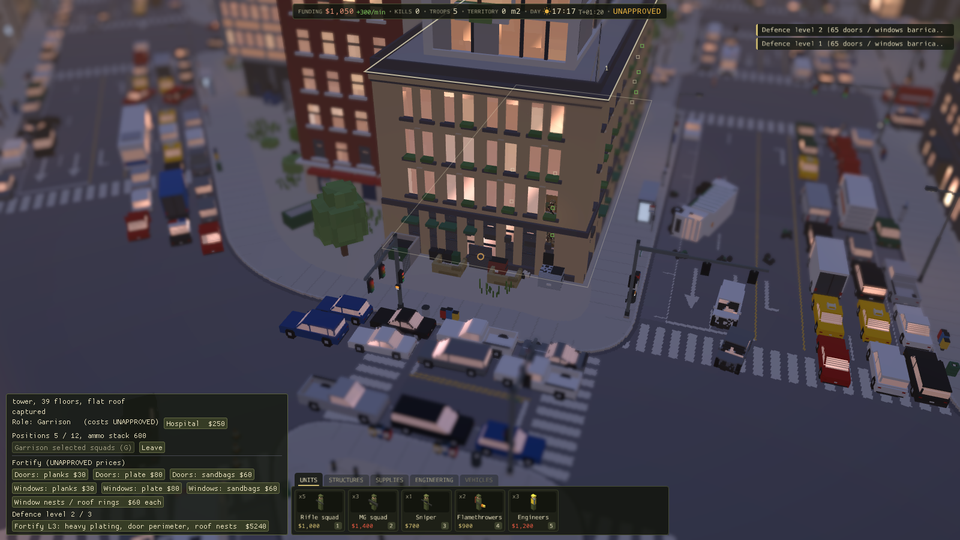 FUNDING $1,050 +300/min · KILLS 0 · TROOPS 5 · TERRITORY 0 m2 · DAY 17:17 T+01:20 · UNAPPROVED
Defence level 2 (65 doors / windows barrica..
Defence level 1 (65 doors / windows barrica..
1
tower, 39 floors, flat roof
captured
Role: Garrison (costs UNAPPROVED) Hospital $250
Positions 5 / 12, ammo stack 600
Garrison selected squads (G) Leave
Fortify (UNAPPROVED prices)
Doors: planks $30 Doors: plate $80 Doors: sandbags $60
Windows: planks $30 Windows: plate $80 Windows: sandbags $60
Window nests / roof rings $60 each
Defence level 2 / 3
Fortify L3: heavy plating, door perimeter, roof nests $5240
UNITS STRUCTURES SUPPLIES ENGINEERING VEHICLES
x5 x3 x1 x2 x3
Rifle squad MG squad Sniper Flamethrowers Engineers
$1,000 1 $1,400 2 $700 3 $900 4 $1,200 5